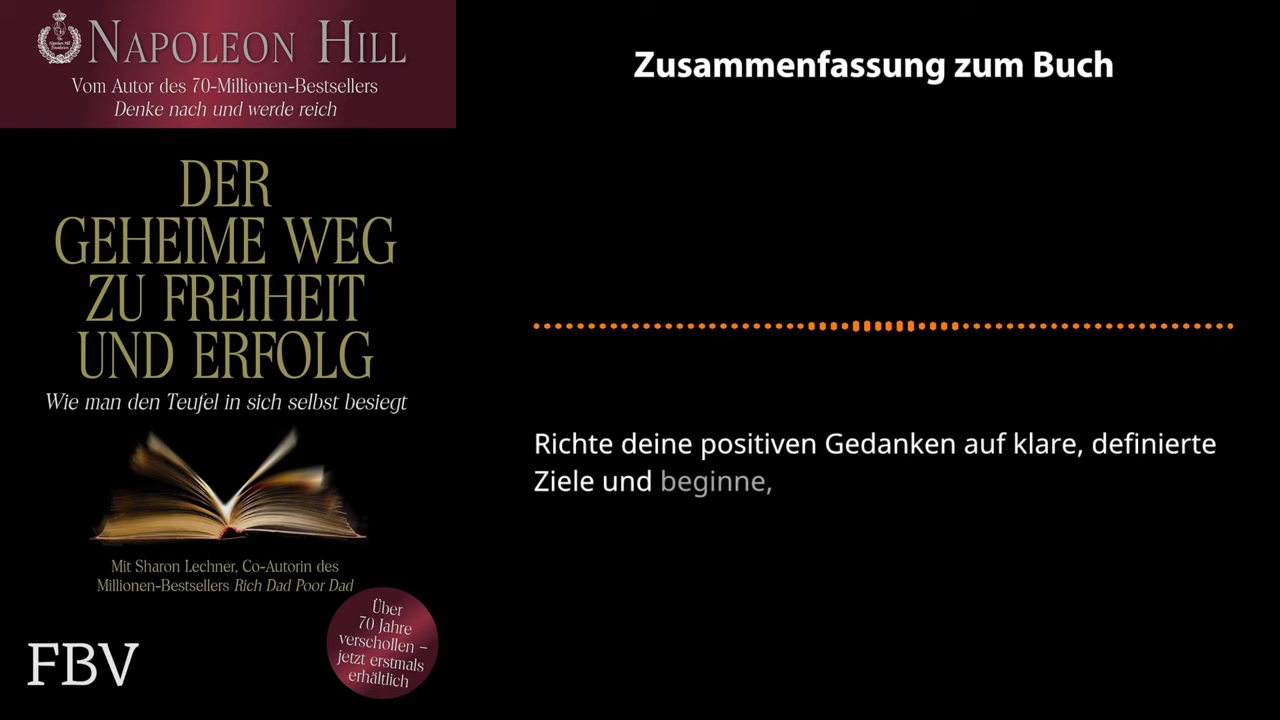 NAPOLEON HILL
Vom Autor des 70-Millionen-Bestsellers
Denke nach und werde reich
DER
GEHEIME WEG
ZU FREIHEIT
UND ERFOLG
Wie man den Teufel in sich selbst besiegt
Mit Sharon Lechner, Co-Autorin des
Millionen-Bestsellers Rich Dad Poor Dad
Über
70 Jahre
verschollen –
jetzt erstmals
erhältlich
FBV
Zusammenfassung zum Buch
Richte deine positiven Gedanken auf klare, definierte
Ziele und beginne,